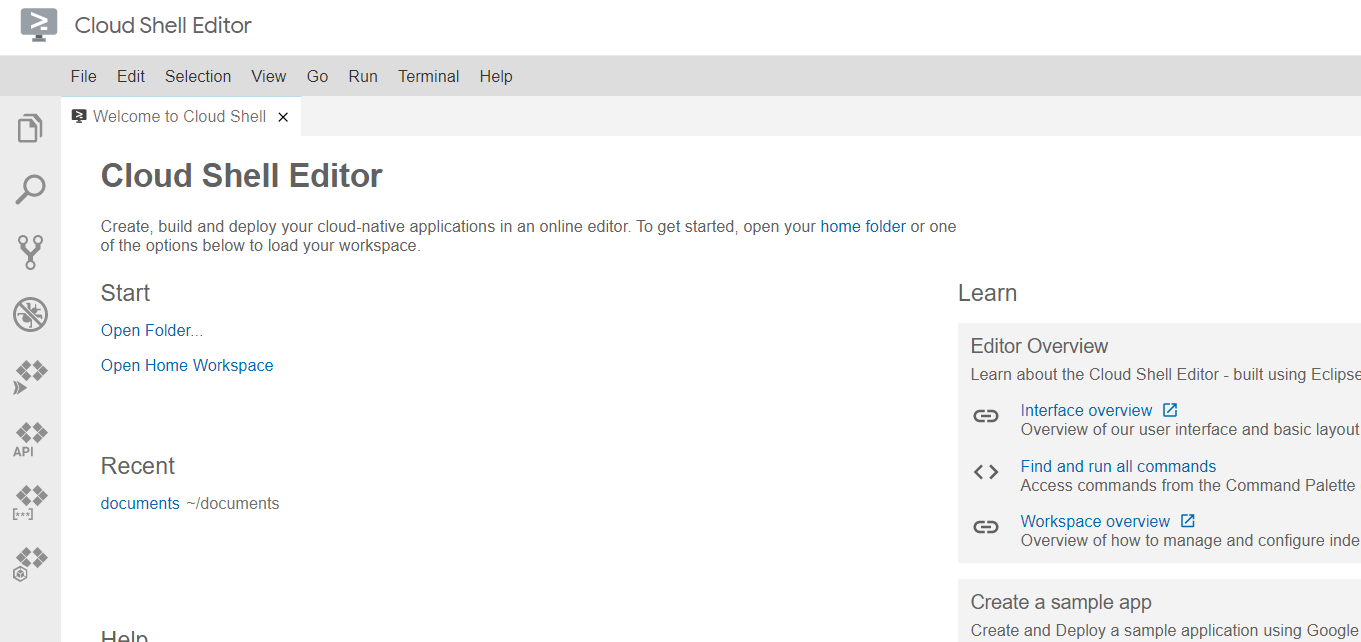 Cloud Shell Editor
File Edit Selection View Go Run Terminal Help
Welcome to Cloud Shell
Cloud Shell Editor
Create, build and deploy your cloud-native applications in an online editor. To get started, open your home folder or one
of the options below to load your workspace.
Start
Open Folder...
Open Home Workspace
Recent
documents ~/documents
Help
Learn
Editor Overview
Learn about the Cloud Shell Editor - built using Eclipse
Interface overview
Overview of our user interface and basic layout
Find and run all commands
Access commands from the Command Palette
Workspace overview
Overview of how to manage and configure inde
Create a sample app
Create and Deploy a sample application using Google
API